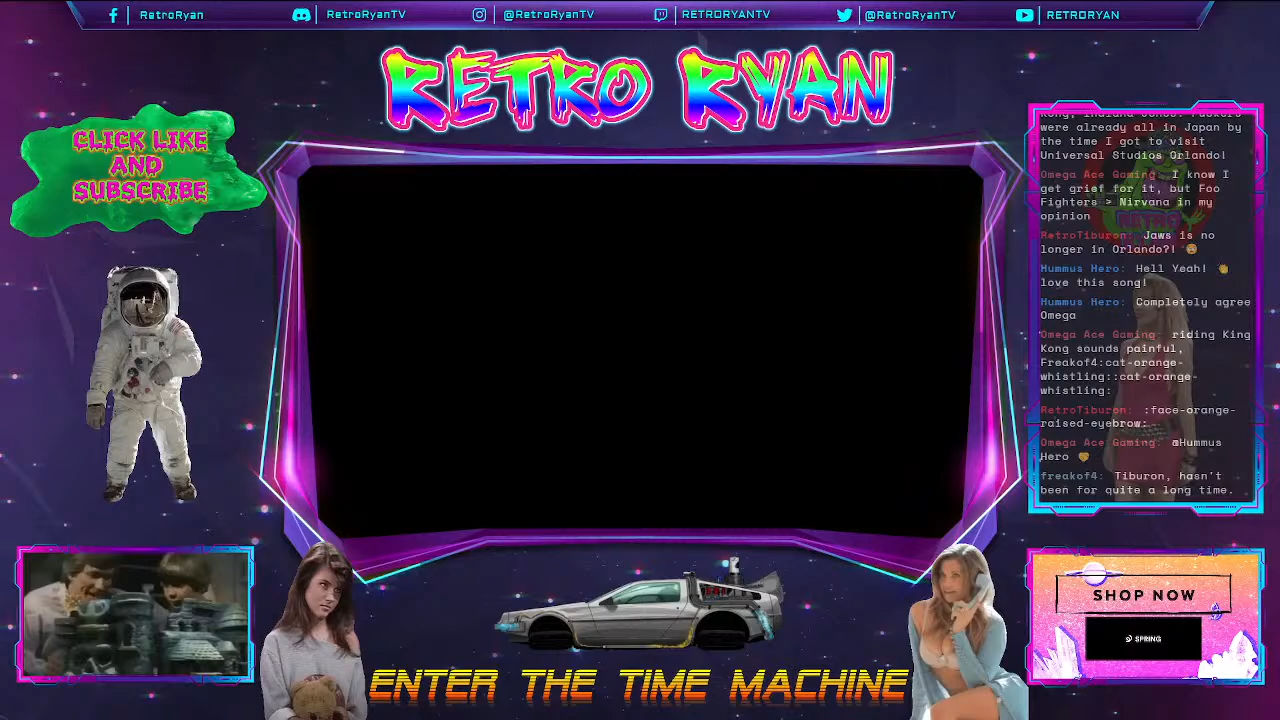 RetroRyan
RetroRyanTV
@RetroRyanTV
RETRORYANTV
@RetroRyanTV
RETRORYAN
RETRO RYAN
CLICK LIKE
AND
SUBSCRIBE
were already all in Japan by
the time I got to visit
Universal Studios Orlando!
Omega Ace Gaming: I know I
get grief for it, but Foo
Fighters > Nirvana in my
opinion
RetroTiburon: Jaws is no
longer in Orlando?! 😨
Hummus Hero: Hell Yeah! 👏
love this song!
Hummus Hero: Completely agree
Omega
Omega Ace Gaming: riding King
Kong sounds painful,
Freakof4:cat-orange-
whistling::cat-orange-
whistling:
RetroTiburon: :face-orange-
raised-eyebrow:
Omega Ace Gaming: @Hummus
Hero 🤜
freakof4: Tiburon, hasn't
been for quite a long time.
RETRO
SHOP NOW
SPRING
ENTER THE TIME MACHINE